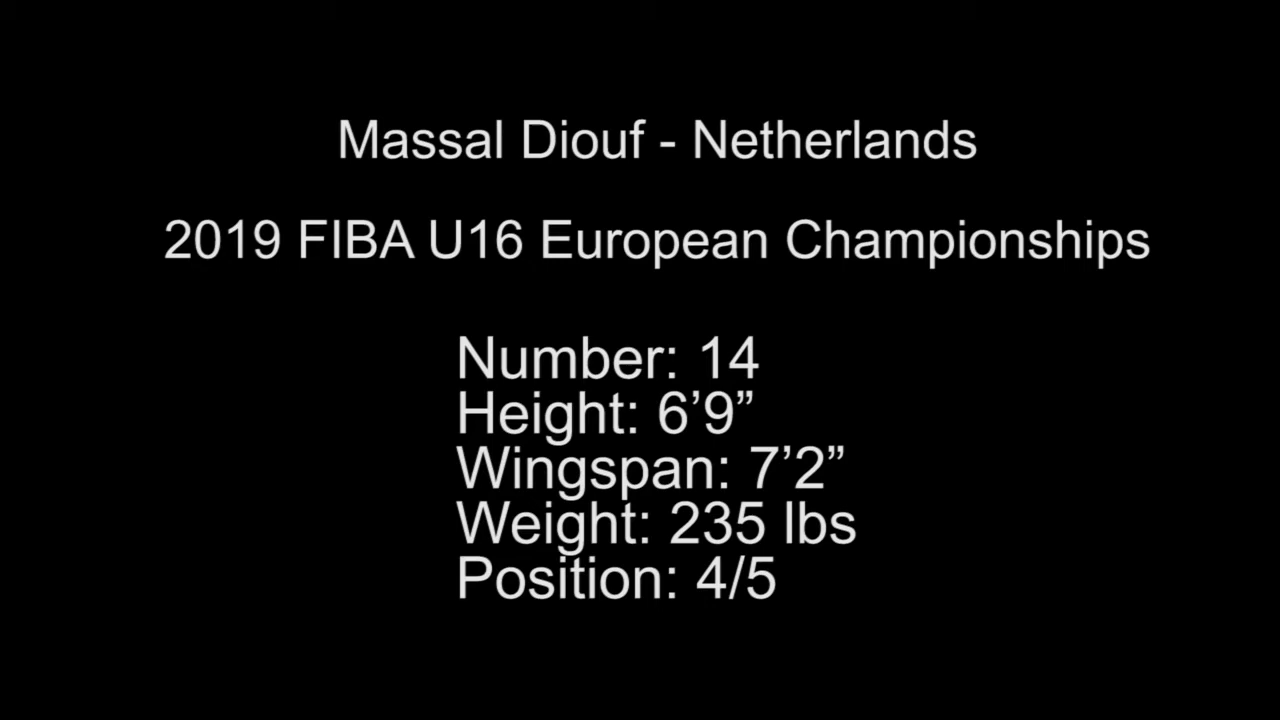 Massal Diouf - Netherlands
2019 FIBA U16 European Championships
Number: 14
Height: 6’9”
Wingspan: 7’2”
Weight: 235 lbs
Position: 4/5